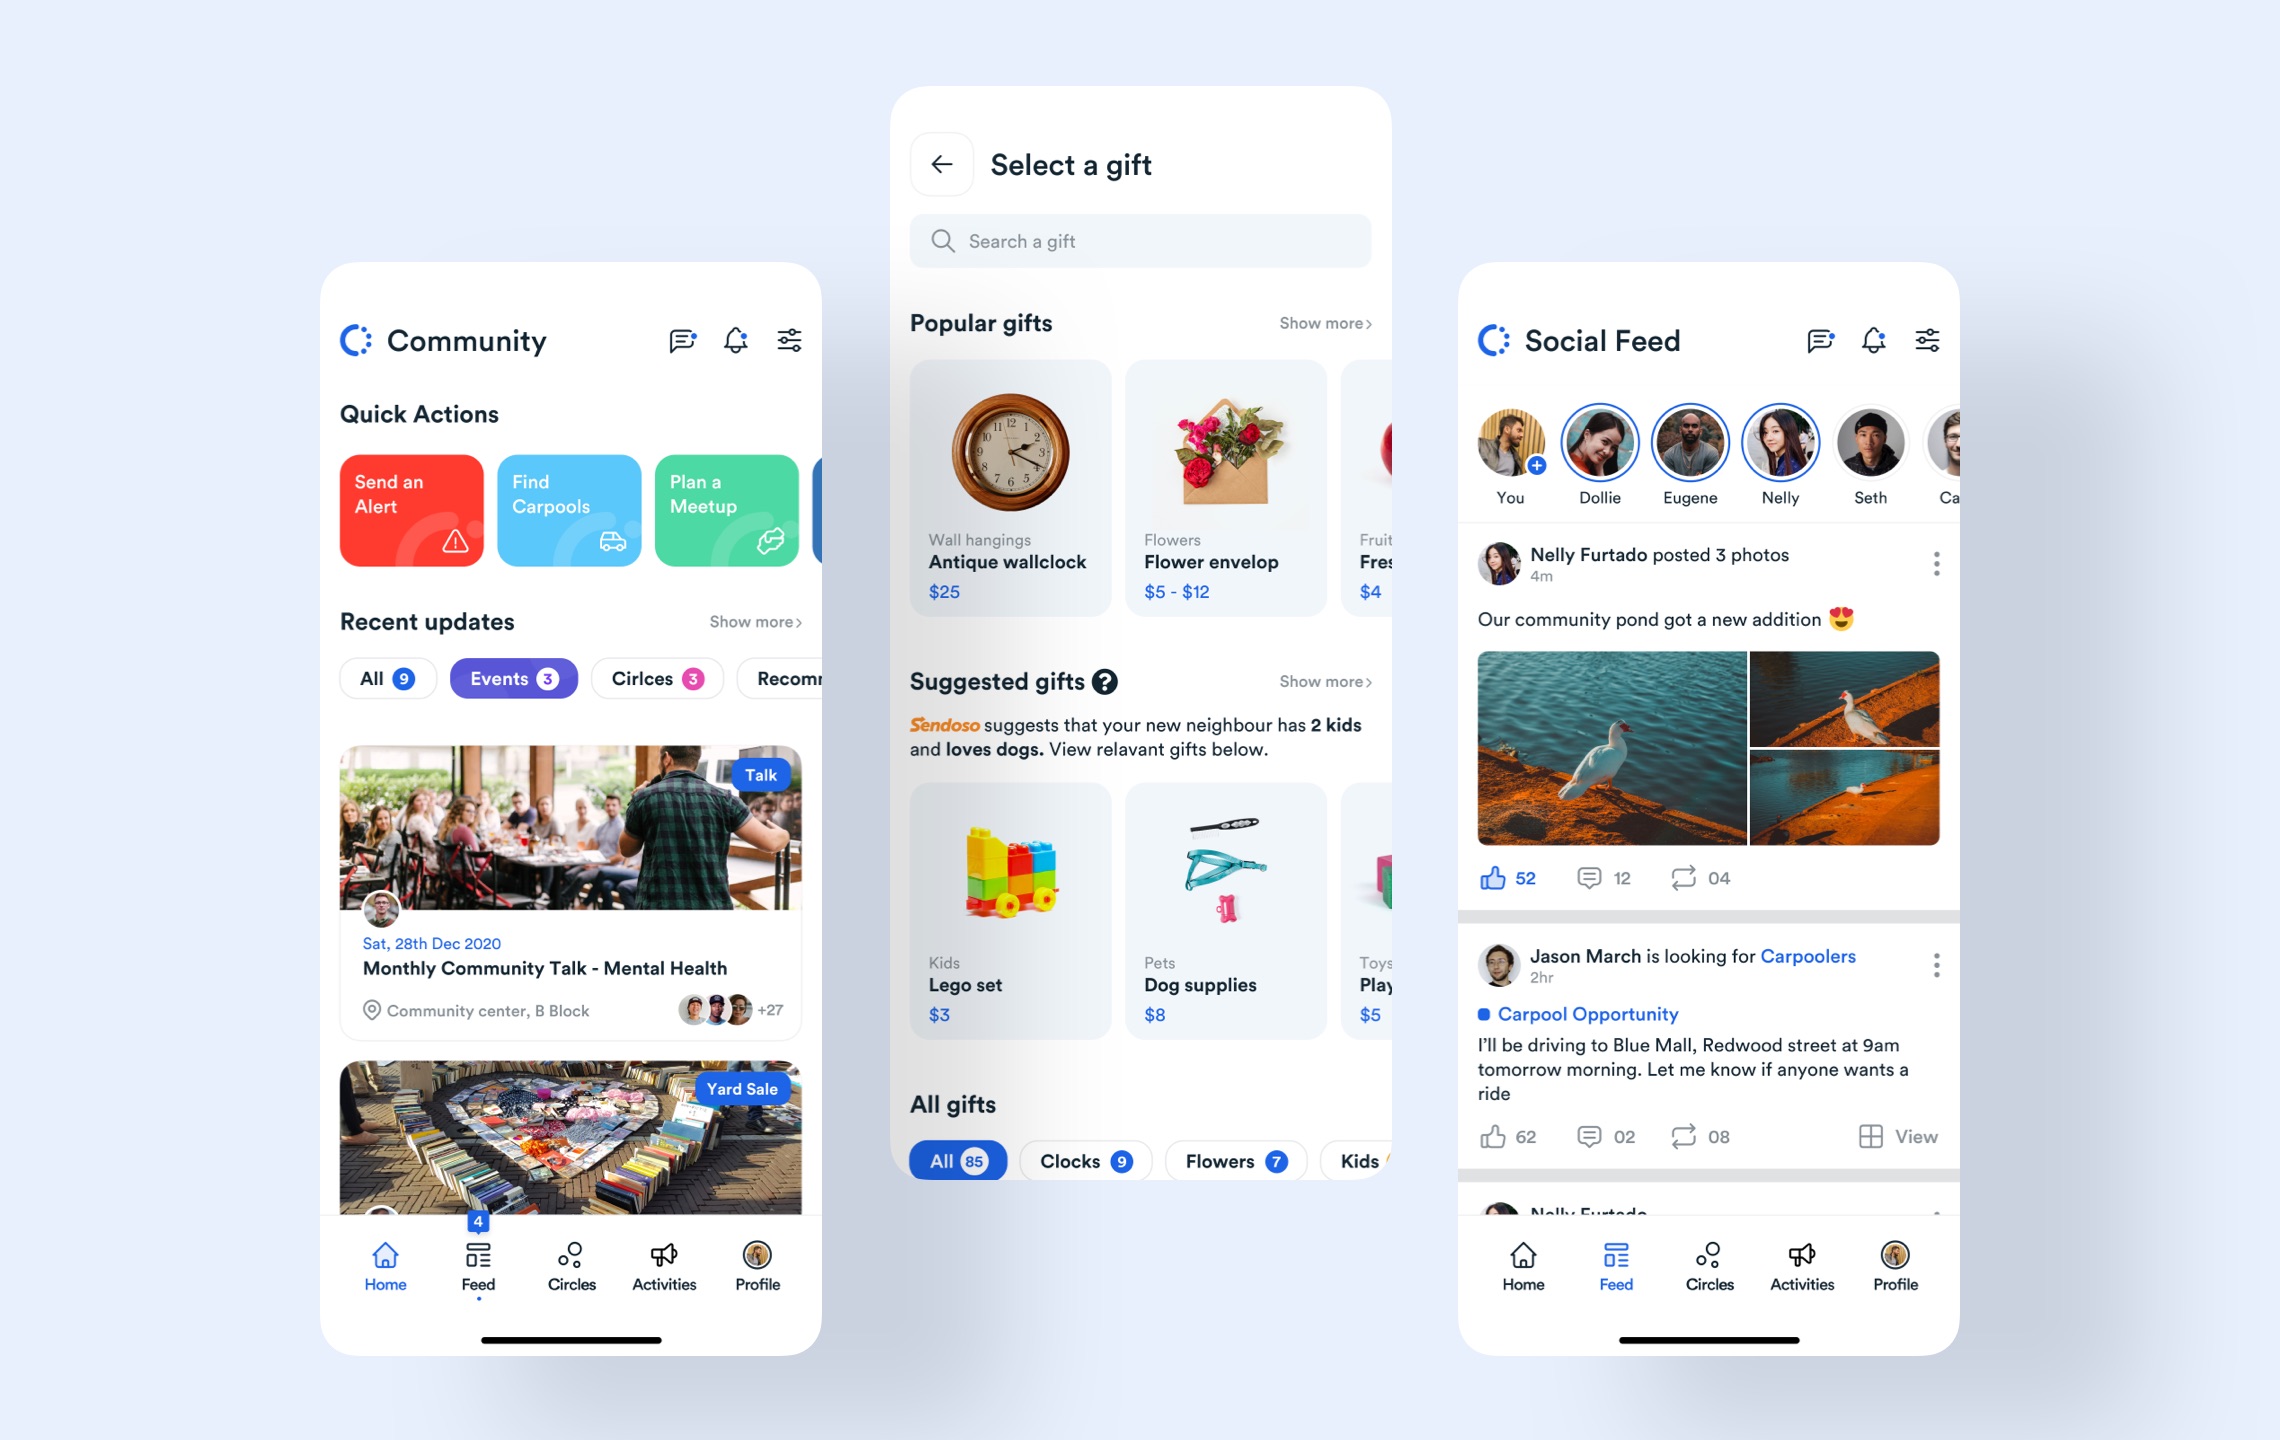 Community
Quick Actions
Send an
Alert
Find
Carpools
Plan a
Meetup
Recent updates
Show more
All 9
Events 3
Cirlces 3
Recom
Talk
Sat, 28th Dec 2020
Monthly Community Talk - Mental Health
Community center, B Block
+27
Yard Sale
4
Home
Feed
Circles
Activities
Profile
Select a gift
Search a gift
Popular gifts
Show more
Wall hangings
Antique wallclock
$25
Flowers
Flower envelop
$5 - $12
Fruit
Fres
$4
Suggested gifts ?
Show more
Sendoso suggests that your new neighbour has 2 kids
and loves dogs. View relavant gifts below.
Kids
Lego set
$3
Pets
Dog supplies
$8
Toys
Play
$5
All gifts
All 85
Clocks 9
Flowers 7
Kids
Social Feed
You
Dollie
Eugene
Nelly
Seth
Ca
Nelly Furtado posted 3 photos
4m
Our community pond got a new addition 😍
52
12
04
Jason March is looking for Carpoolers
2hr
Carpool Opportunity
I'll be driving to Blue Mall, Redwood street at 9am
tomorrow morning. Let me know if anyone wants a
ride
62
02
08
View
Nelly Furtado
Home
Feed
Circles
Activities
Profile